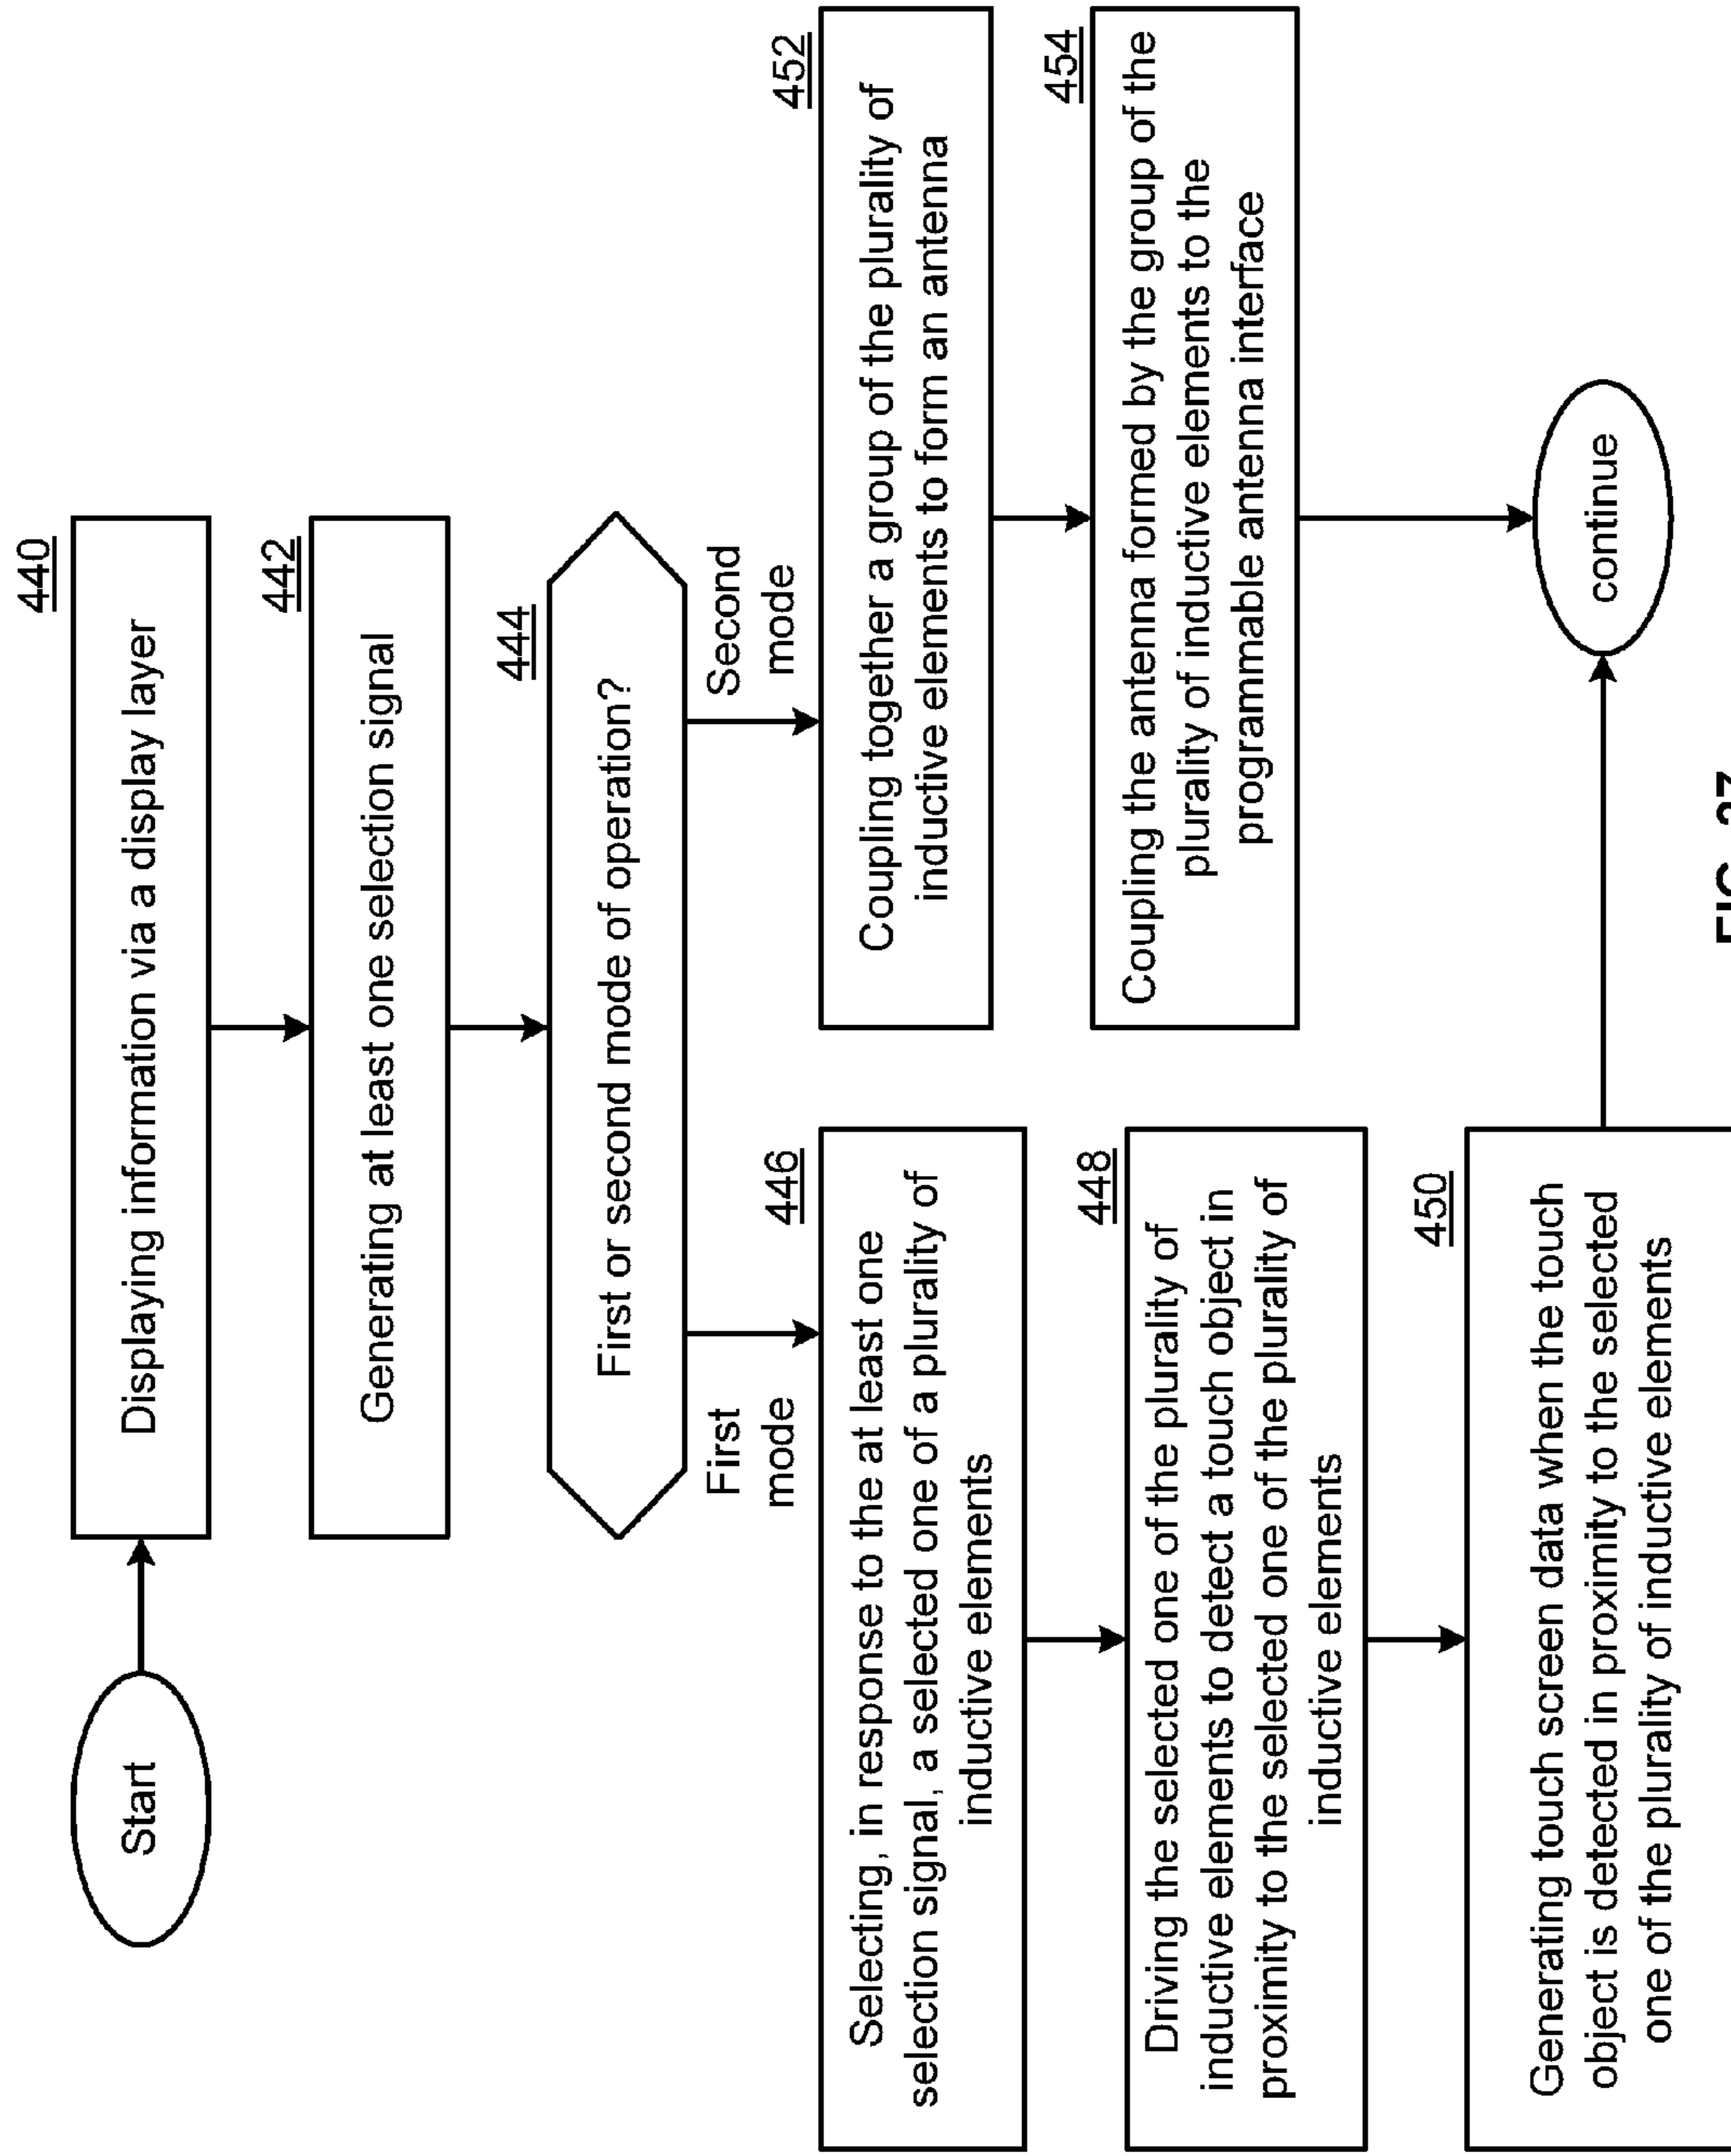 Start
440
Displaying information via a display layer
442
Generating at least one selection signal
444
First or second mode of operation?
First
mode
Second
mode
446
Selecting, in response to the at least one
selection signal, a selected one of a plurality of
inductive elements
448
Driving the selected one of the plurality of
inductive elements to detect a touch object in
proximity to the selected one of the plurality of
inductive elements
450
Generating touch screen data when the touch
object is detected in proximity to the selected
one of the plurality of inductive elements
452
Coupling together a group of the plurality of
inductive elements to form an antenna
454
Coupling the antenna formed by the group of the
plurality of inductive elements to the
programmable antenna interface
continue
FIG.